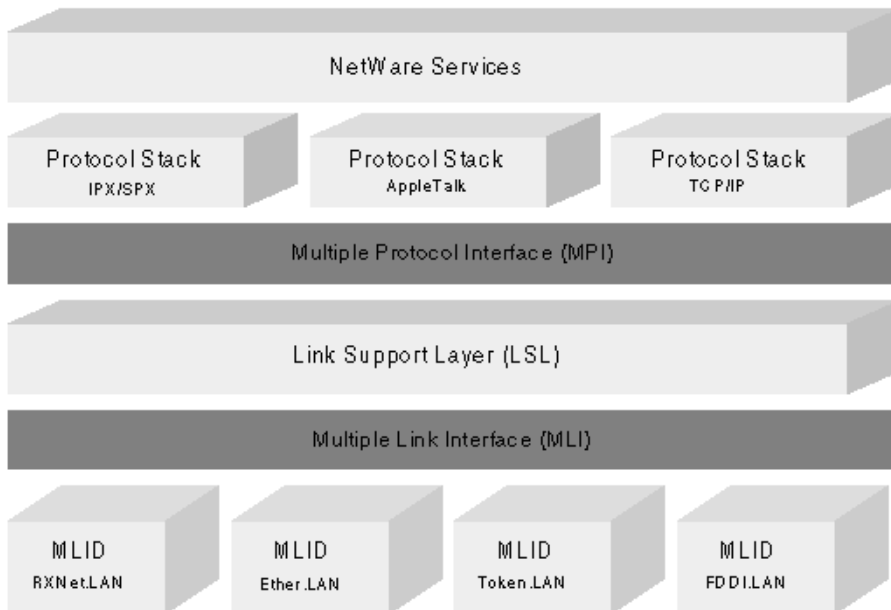 NetWare Services
Protocol Stack
IPX/SPX
Protocol Stack
AppleTalk
Protocol Stack
TCP/IP
Multiple Protocol Interface (MPI)
Link Support Layer (LSL)
Multiple Link Interface (MLI)
MLID
RXNet.LAN
MLID
Ether.LAN
MLID
Token.LAN
MLID
FDDI.LAN